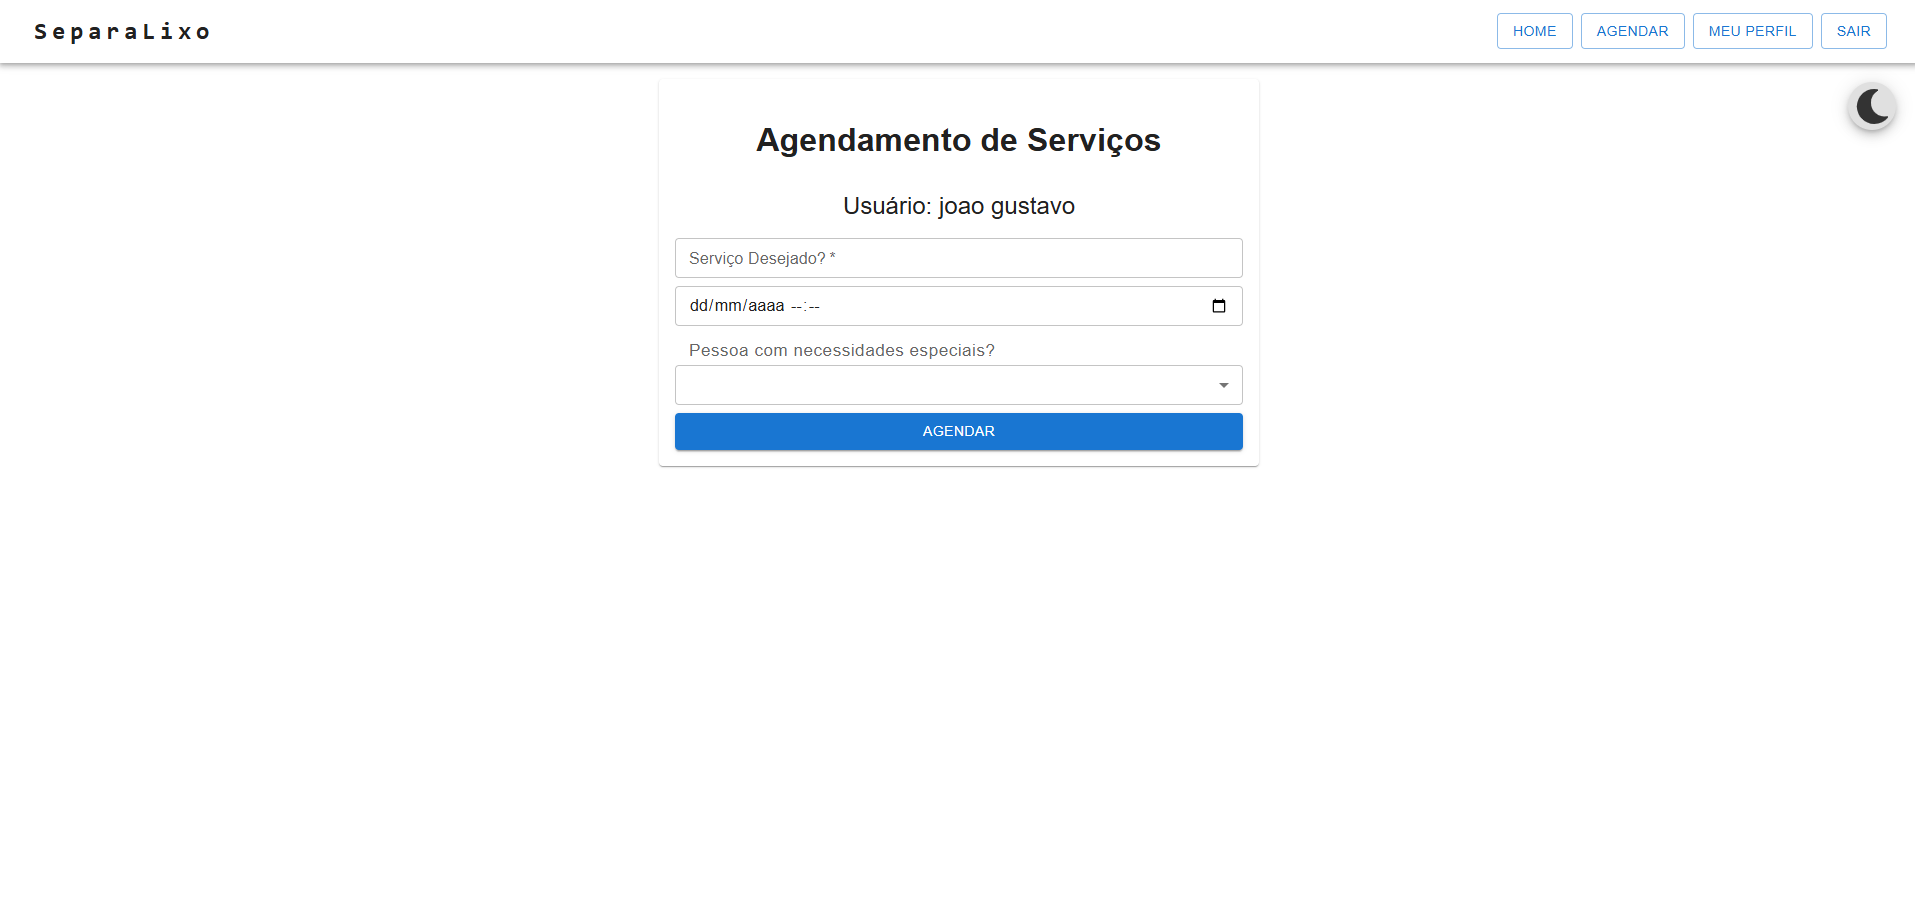 SeparaLixo
HOME
AGENDAR
MEU PERFIL
SAIR
Agendamento de Serviços
Usuário: joao gustavo
Serviço Desejado? *
dd/mm/aaaa --:--
Pessoa com necessidades especiais?
AGENDAR